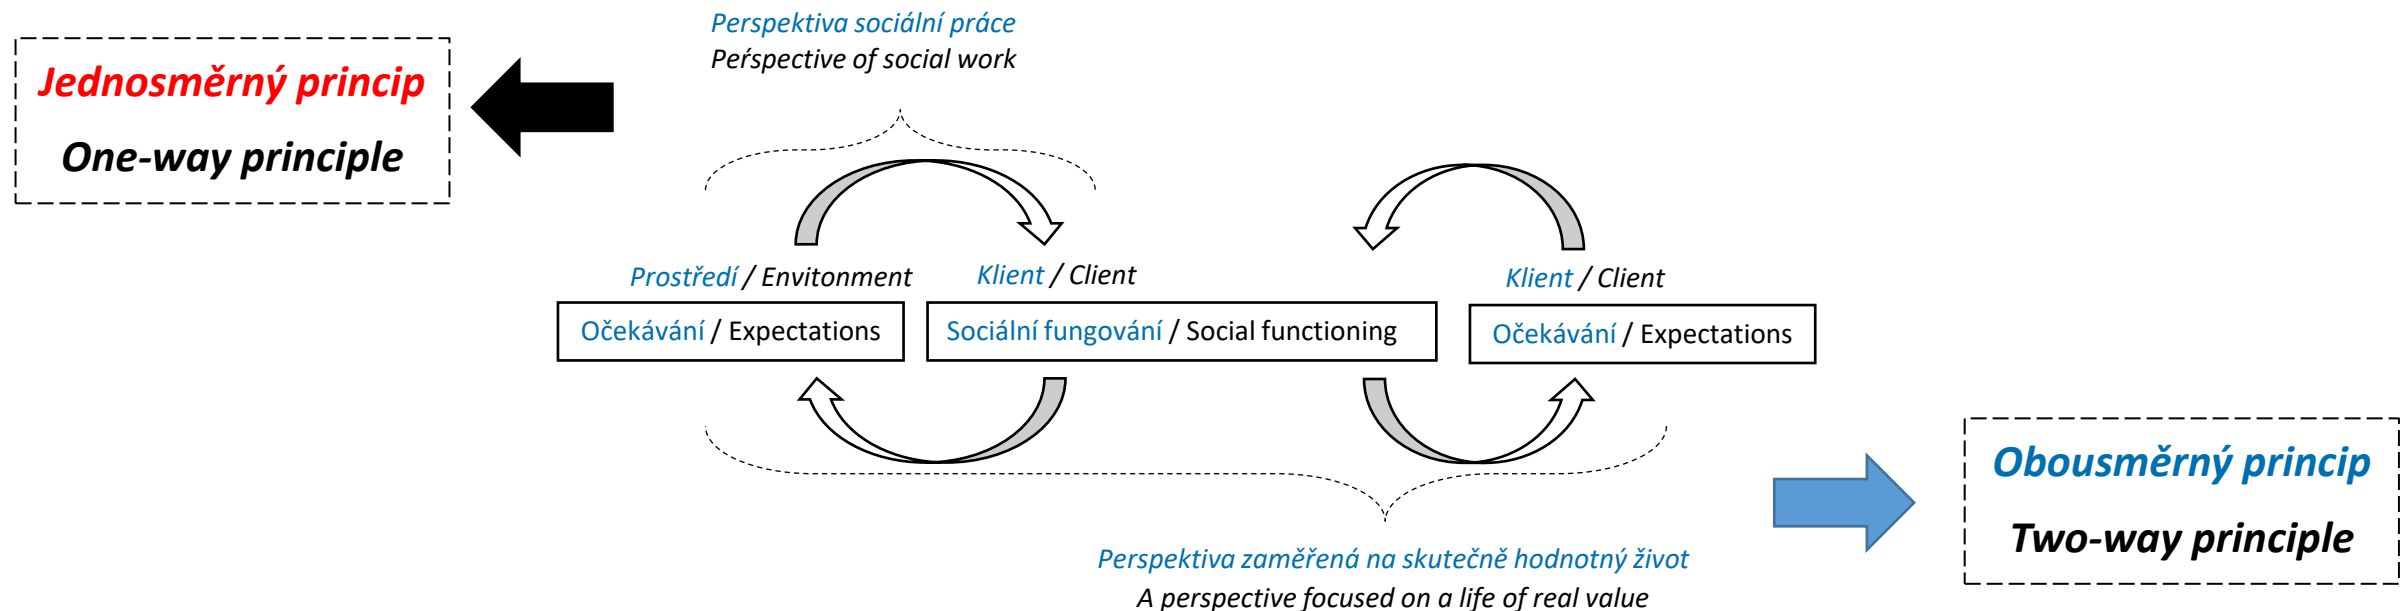 Perspektiva sociální práce
Peŕspective of social work
Jednosměrný princip
One-way principle
Prostředí / Envitonment
Klient / Client
Klient / Client
Očekávání / Expectations
Sociální fungování / Social functioning
Očekávání / Expectations
Obousměrný princip
Two-way principle
Perspektiva zaměřená na skutečně hodnotný život
A perspective focused on a life of real value